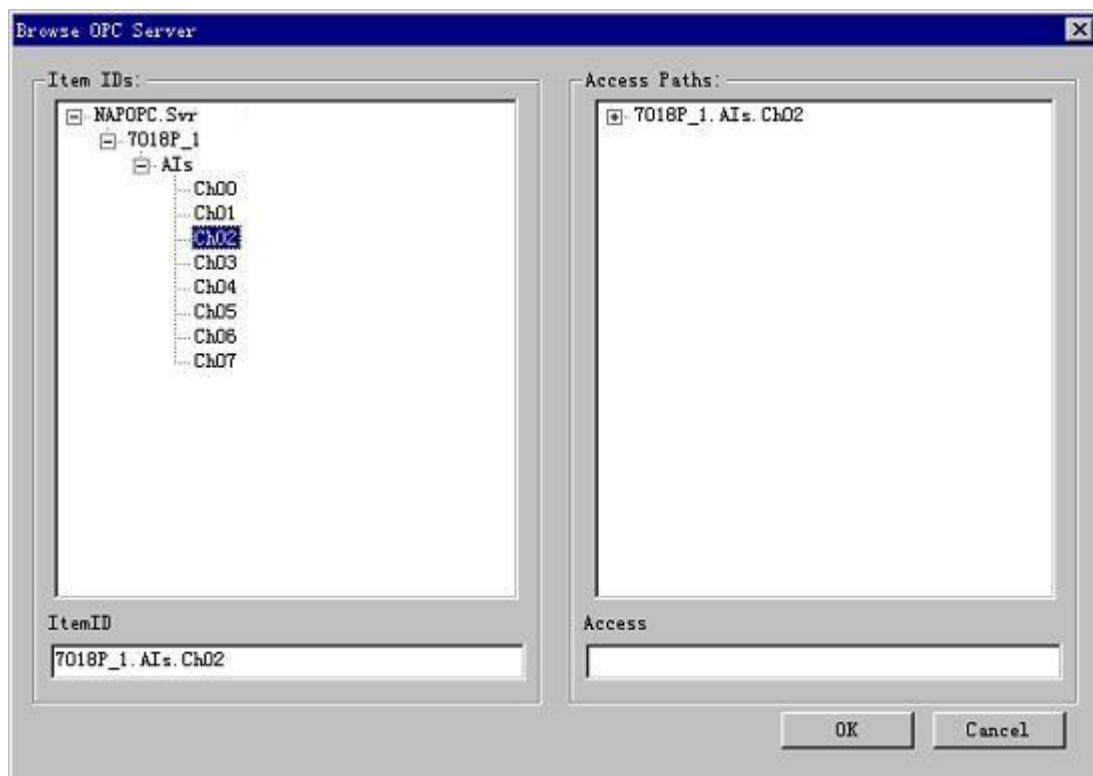 Browse OPC Server
Item IDs:
NAPOPC.Svr
7018P_1
AIs
Ch00
Ch01
Ch02
Ch03
Ch04
Ch05
Ch06
Ch07
ItemID
7018P_1.AIs.Ch02
Access Paths:
7018P_1.AIs.Ch02
Access
OK
Cancel